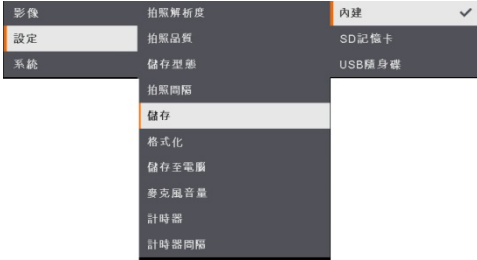 影像
設定
系統
拍照解析度
拍照品質
儲存型態
拍照間隔
儲存
格式化
儲存至電腦
麥克風音量
計時器
計時器間隔
內建
SD記憶卡
USB隨身碟